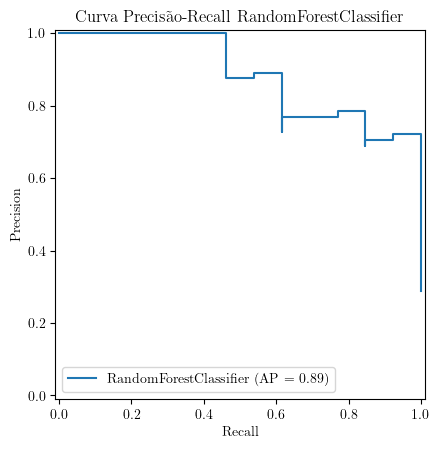 Curva Precisão-Recall RandomForestClassifier
1.0
0.8
0.6
0.4
0.2
0.0
Precision
RandomForestClassifier (AP = 0.89)
0.0 0.2 0.4 0.6 0.8 1.0
Recall